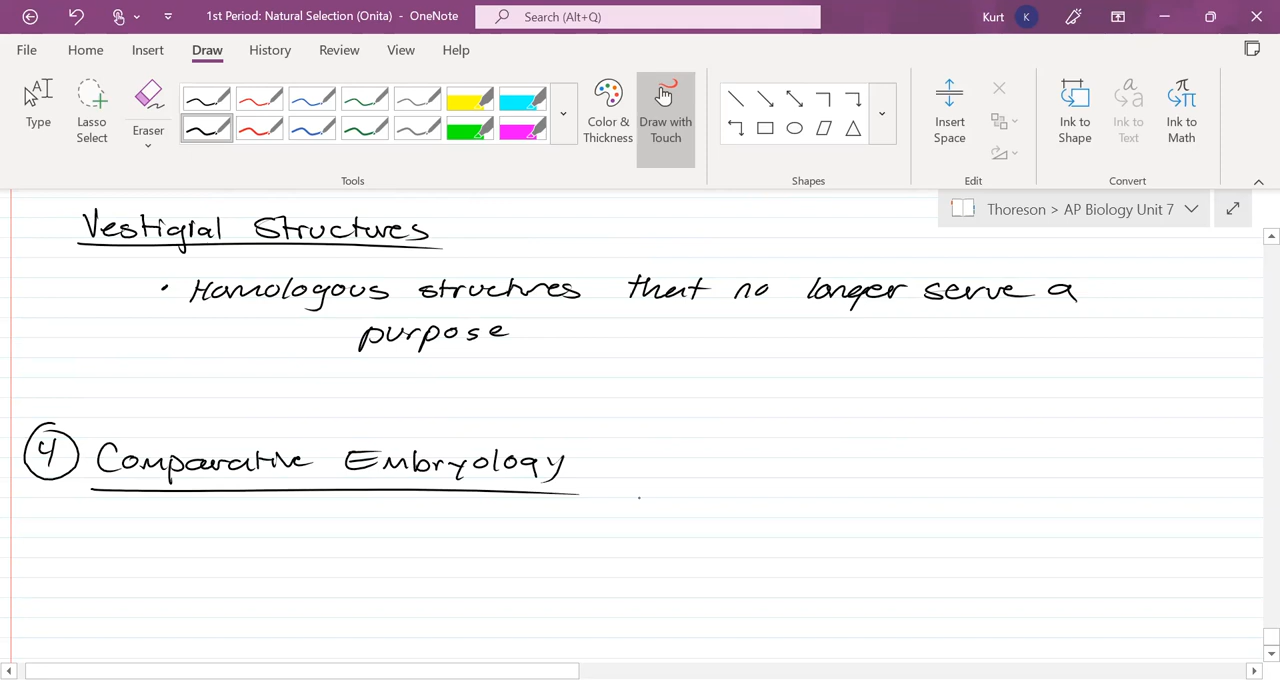 1st Period: Natural Selection (Onita) - OneNote
Search (Alt+Q)
Kurt
K
File Home Insert Draw History Review View Help
Type
Lasso Select
Eraser
Color & Thickness
Draw with Touch
Insert Space
Ink to Shape
Ink to Text
Ink to Math
Tools
Shapes
Edit
Convert
Thoreson > AP Biology Unit 7
Vestigial Structures
• Homologous structures that no longer serve a
purpose
4 Comparative Embryology